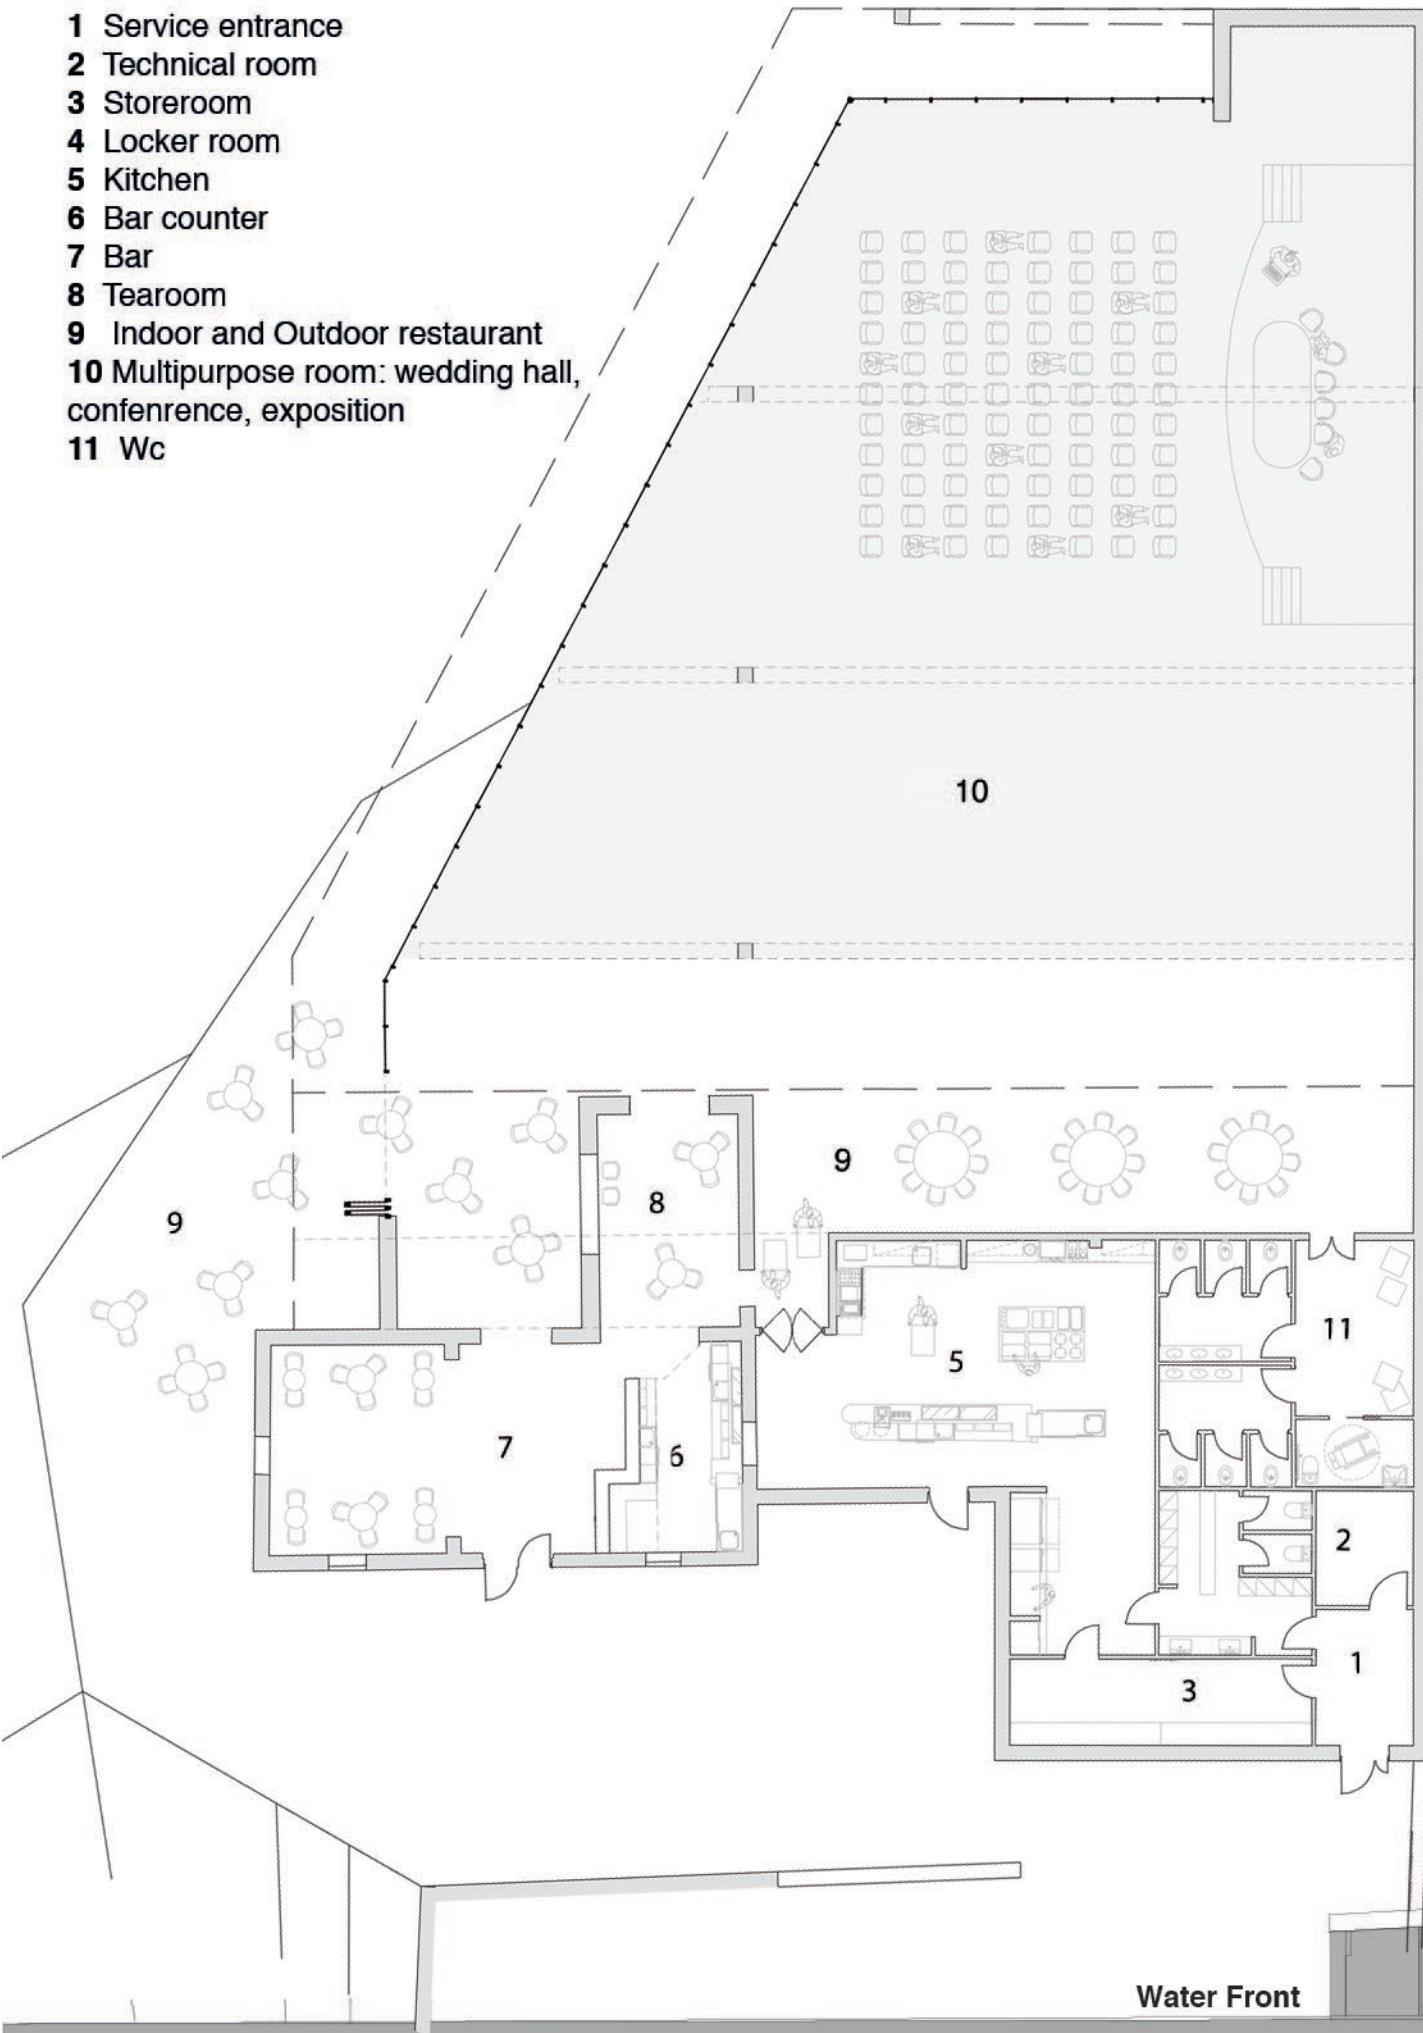 1 Service entrance
2 Technical room
3 Storeroom
4 Locker room
5 Kitchen
6 Bar counter
7 Bar
8 Tearoom
9 Indoor and Outdoor restaurant
10 Multipurpose room: wedding hall,
confenrence, exposition
11 Wc
10
9
8
9
11
5
7
6
2
1
3
Water Front